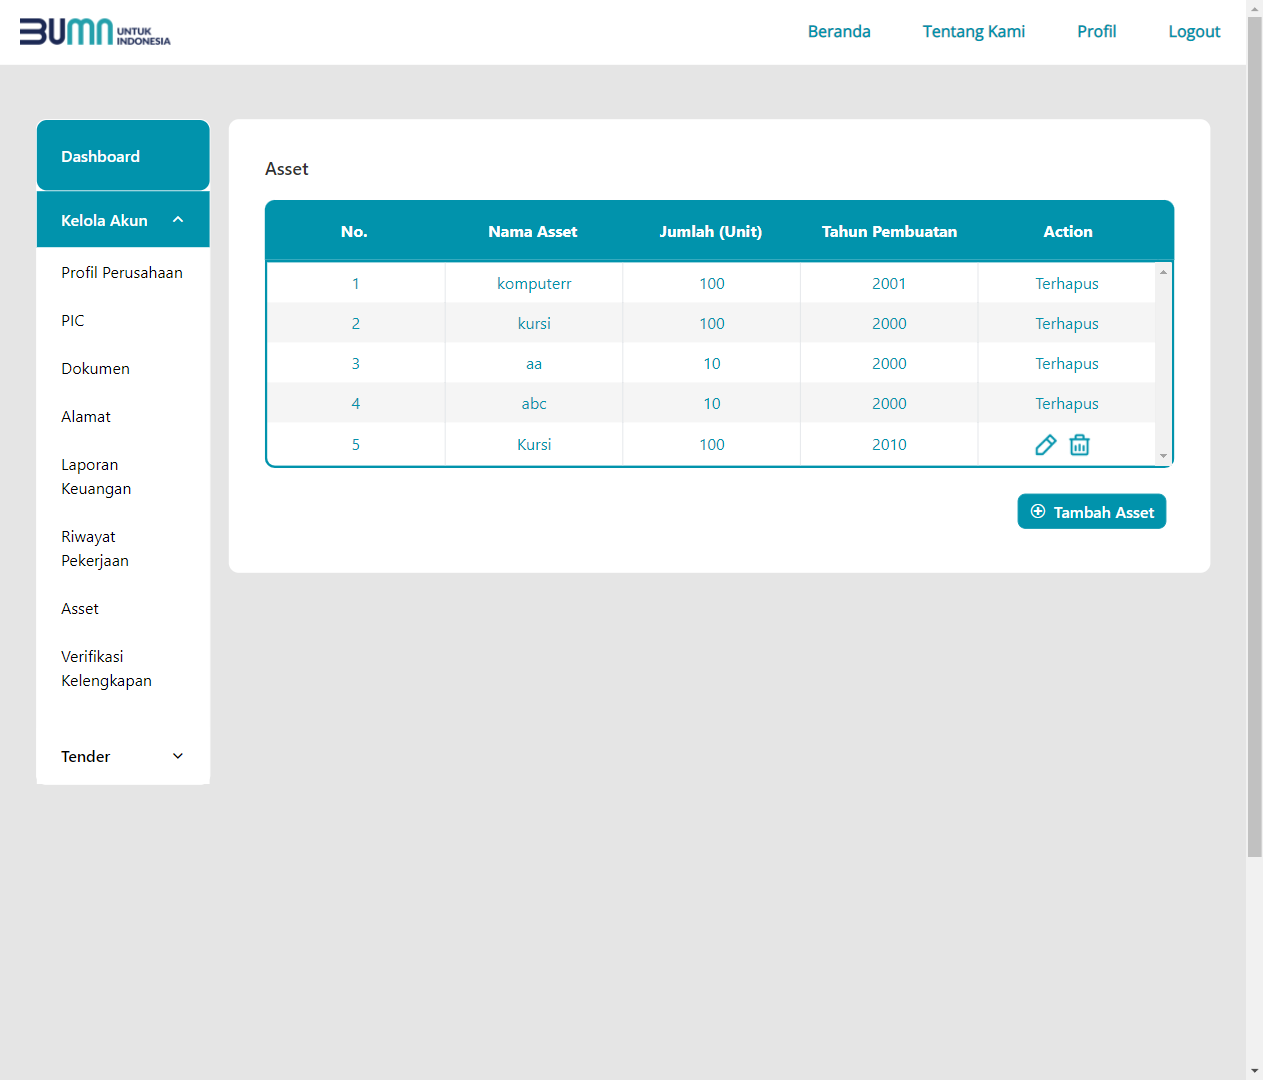 BUMN UNTUK INDONESIA
Beranda Tentang Kami Profil Logout
Dashboard
Kelola Akun
Profil Perusahaan
PIC
Dokumen
Alamat
Laporan
Keuangan
Riwayat
Pekerjaan
Asset
Verifikasi
Kelengkapan
Tender
Asset
No. Nama Asset Jumlah (Unit) Tahun Pembuatan Action
1 komputerr 100 2001 Terhapus
2 kursi 100 2000 Terhapus
3 aa 10 2000 Terhapus
4 abc 10 2000 Terhapus
5 Kursi 100 2010
Tambah Asset